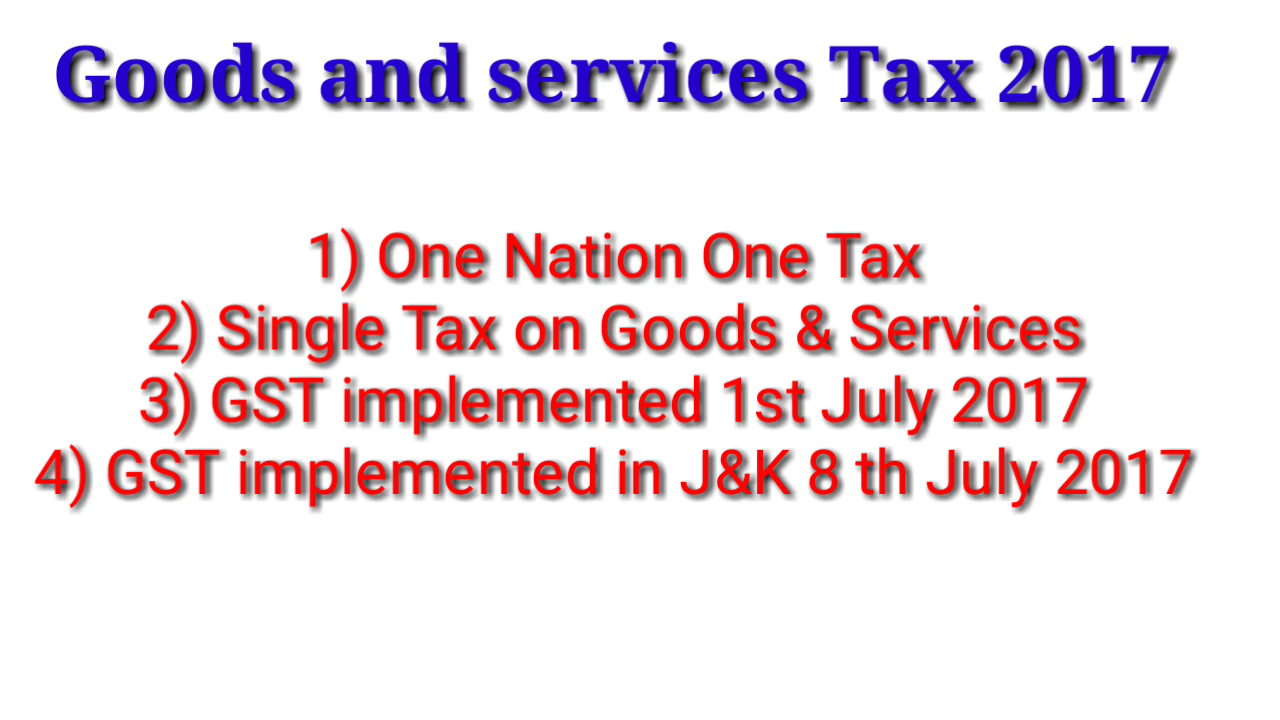 Goods and services Tax 2017
1) One Nation One Tax
2) Single Tax on Goods & Services
3) GST implemented 1st July 2017
4) GST implemented in J&K 8 th July 2017